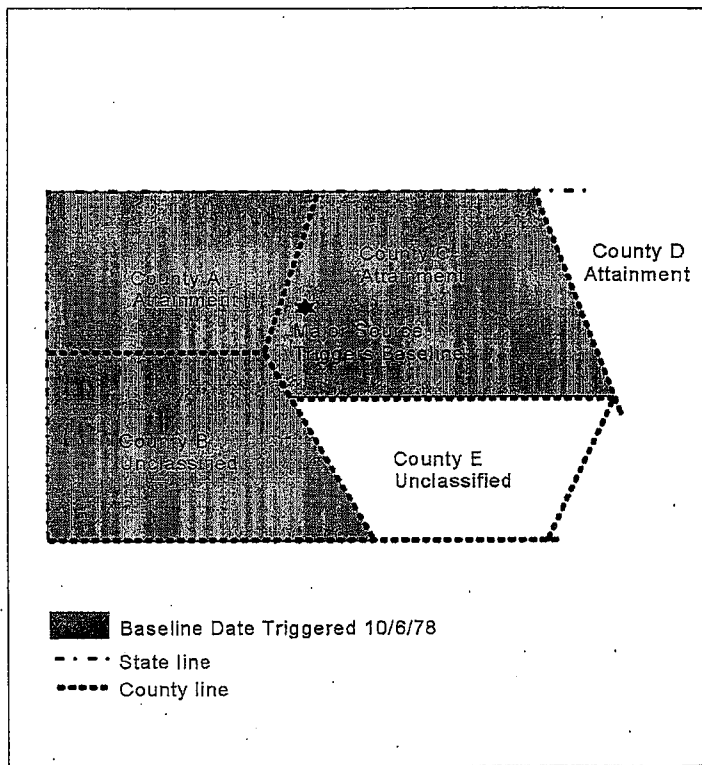 County A
Attainment
County C
Attainment
County D
Attainment
Major Source
Triggers Baseline
County B
Unclassified
County E
Unclassified
Baseline Date Triggered 10/6/78
State line
County line